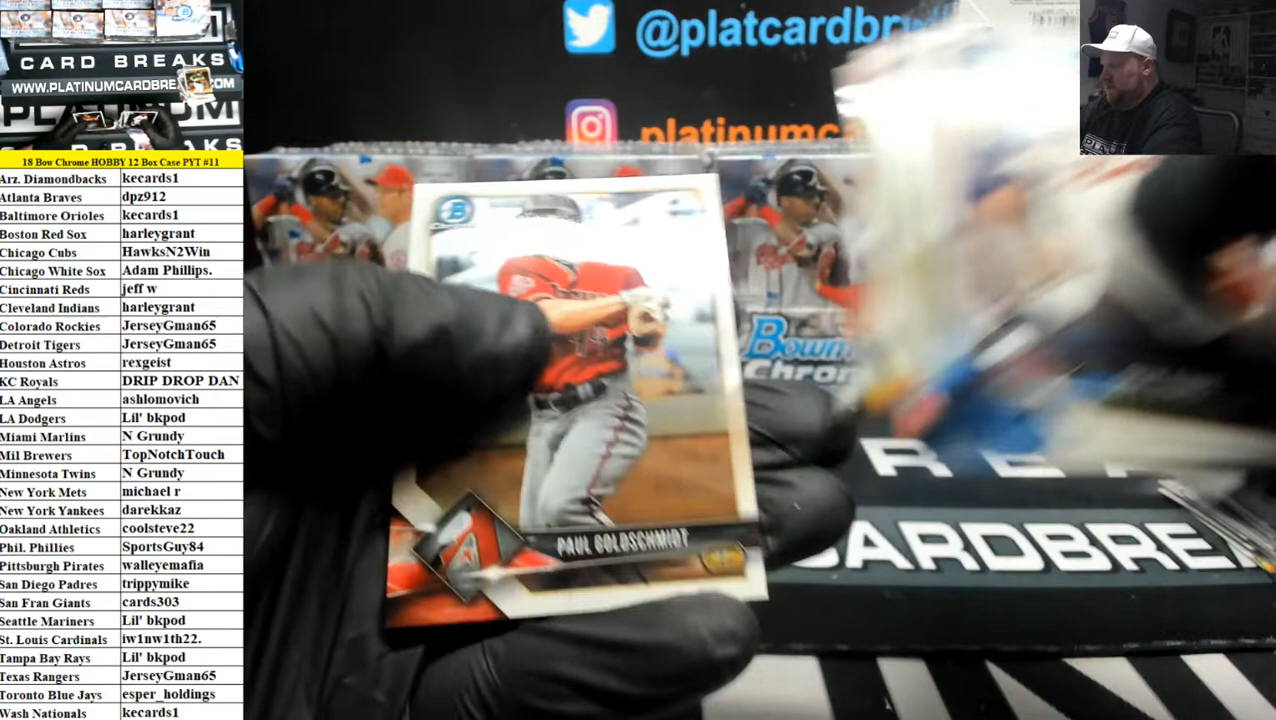 CARD BREAKS
WWW.PLATINUMCARDBRE
COM
@platcardbr
platinumc
18 Bow Chrome HOBBY 12 Box Case PYT #11
Arz. Diamondbacks kecards1
Atlanta Braves dpz912
Baltimore Orioles kecards1
Boston Red Sox harleygrant
Chicago Cubs HawksN2Win
Chicago White Sox Adam Phillips.
Cincinnati Reds jeff w
Cleveland Indians harleygrant
Colorado Rockies JerseyGman65
Detroit Tigers JerseyGman65
Houston Astros rexgeist
KC Royals DRIP DROP DAN
LA Angels ashlomovich
LA Dodgers Lil' bkpod
Miami Marlins N Grundy
Mil Brewers TopNotchTouch
Minnesota Twins N Grundy
New York Mets michael r
New York Yankees darekkaz
Oakland Athletics coolsteve22
Phil. Phillies SportsGuy84
Pittsburgh Pirates walleyemafia
San Diego Padres trippymike
San Fran Giants cards303
Seattle Mariners Lil' bkpod
St. Louis Cardinals iw1nw1th22.
Tampa Bay Rays Lil' bkpod
Texas Rangers JerseyGman65
Toronto Blue Jays esper_holdings
Wash Nationals kecards1
B
PAUL GOLDSCHMIDT
Bowm
Chrom
CARDBREA